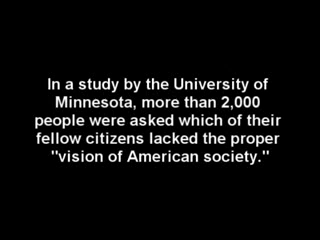 In a study by the University of
Minnesota, more than 2,000
people were asked which of their
fellow citizens lacked the proper
"vision of American society."